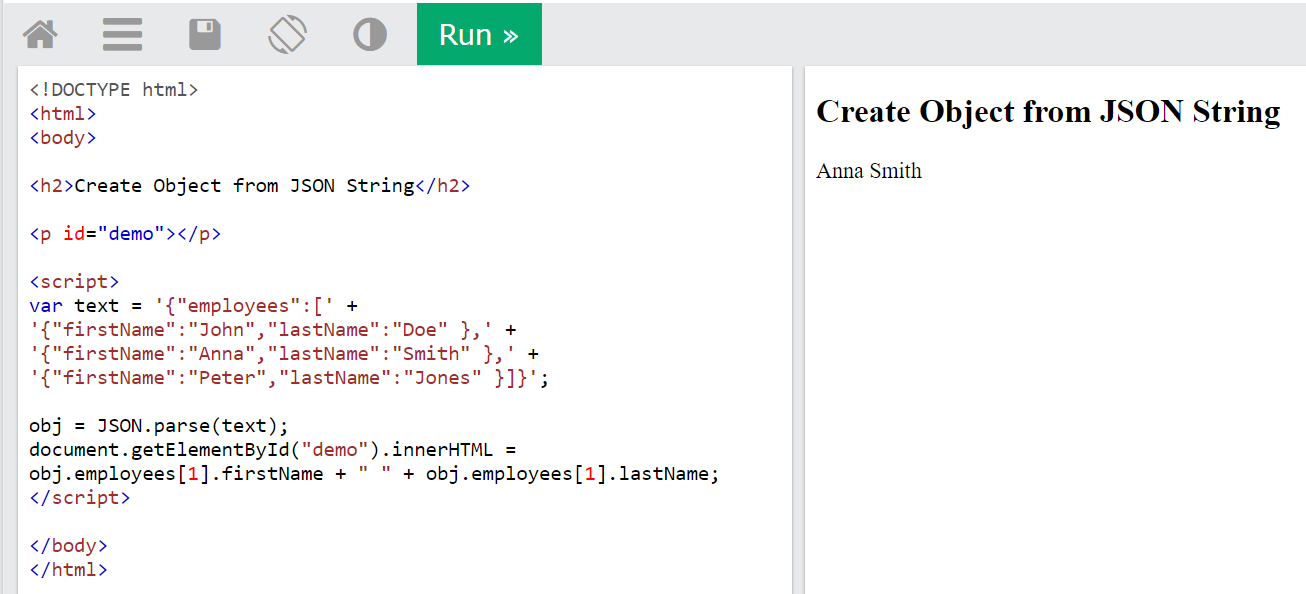 Run »
<!DOCTYPE html>
<html>
<body>
<h2>Create Object from JSON String</h2>
<p id="demo"></p>
<script>
var text = '{"employees":[' +
'{"firstName":"John","lastName":"Doe" },' +
'{"firstName":"Anna","lastName":"Smith" },' +
'{"firstName":"Peter","lastName":"Jones" }]}';
obj = JSON.parse(text);
document.getElementById("demo").innerHTML =
obj.employees[1].firstName + " " + obj.employees[1].lastName;
</script>
</body>
</html>
Create Object from JSON String
Anna Smith